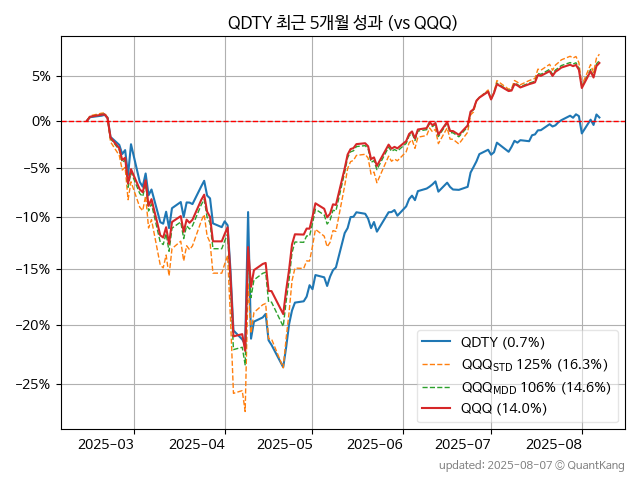 QDTY 최근 5개월 성과 (vs QQQ)
5%
0%
−5%
−10%
−15%
−20%
−25%
QDTY (0.7%)
QQQSTD 125% (16.3%)
QQQMDD 106% (14.6%)
QQQ (14.0%)
2025-03
2025-04
2025-05
2025-06
2025-07
2025-08
updated: 2025-08-07 © QuantKang